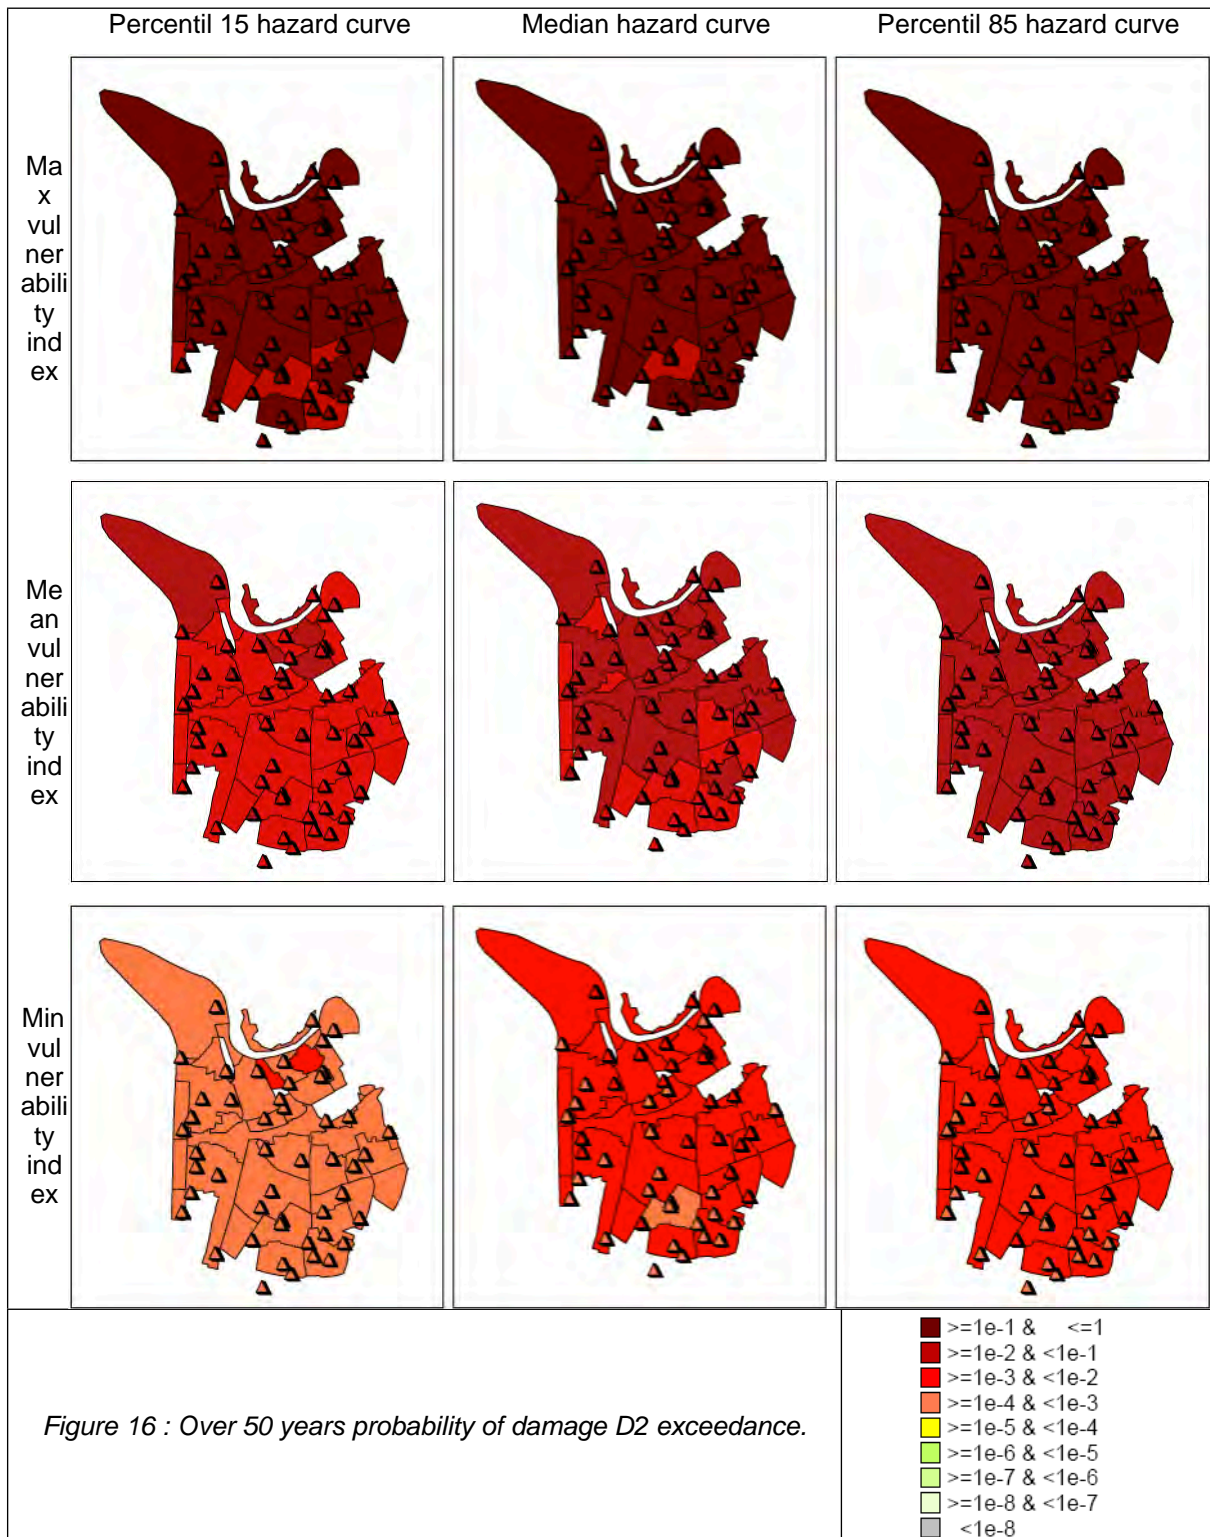 Percentil 15 hazard curve
Median hazard curve
Percentil 85 hazard curve
Ma
x
vul
ner
abili
ty
ind
ex
Me
an
vul
ner
abili
ty
ind
ex
Min
vul
ner
abili
ty
ind
ex
Figure 16 : Over 50 years probability of damage D2 exceedance.
>=1e-1 & <=1
>=1e-2 & <1e-1
>=1e-3 & <1e-2
>=1e-4 & <1e-3
>=1e-5 & <1e-4
>=1e-6 & <1e-5
>=1e-7 & <1e-6
>=1e-8 & <1e-7
<1e-8